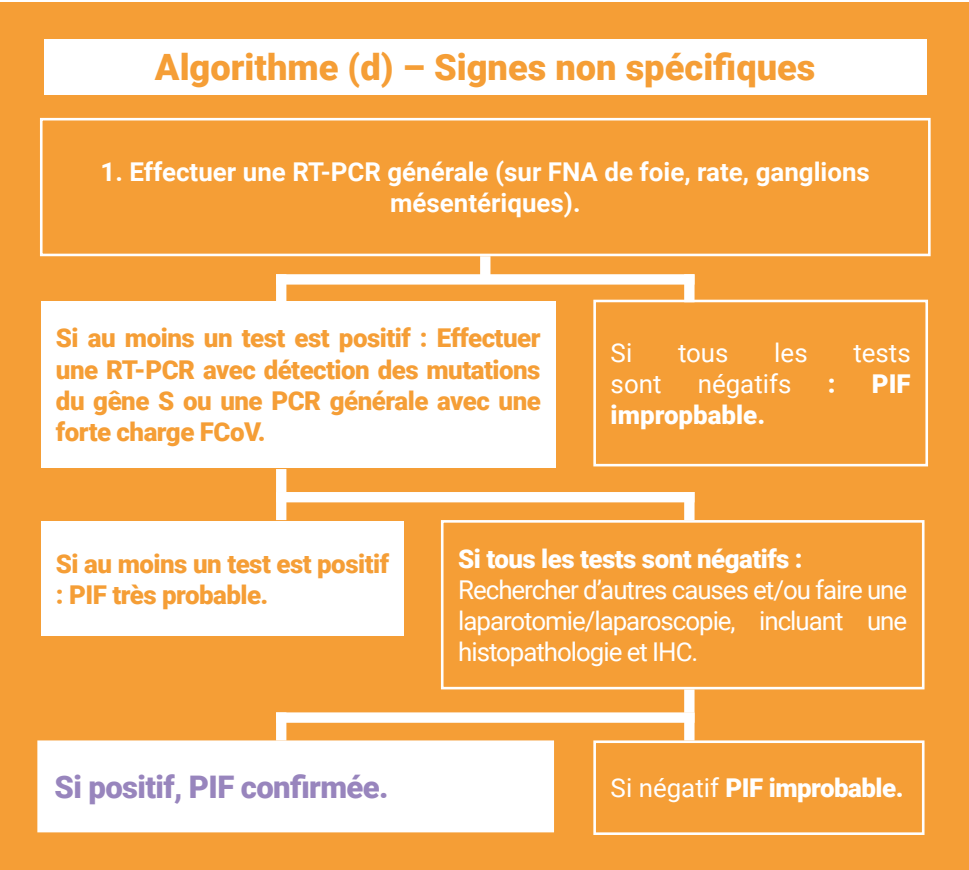 Algorithme (d) – Signes non spécifiques
1. Effectuer une RT-PCR générale (sur FNA de foie, rate, ganglions
mésentériques).
Si au moins un test est positif : Effectuer
une RT-PCR avec détection des mutations
du gêne S ou une PCR générale avec une
forte charge FCoV.
Si tous les tests
sont négatifs : PIF
impropbable.
Si au moins un test est positif
: PIF très probable.
Si tous les tests sont négatifs :
Rechercher d’autres causes et/ou faire une
laparotomie/laparoscopie, incluant une
histopathologie et IHC.
Si positif, PIF confirmée.
Si négatif PIF improbable.